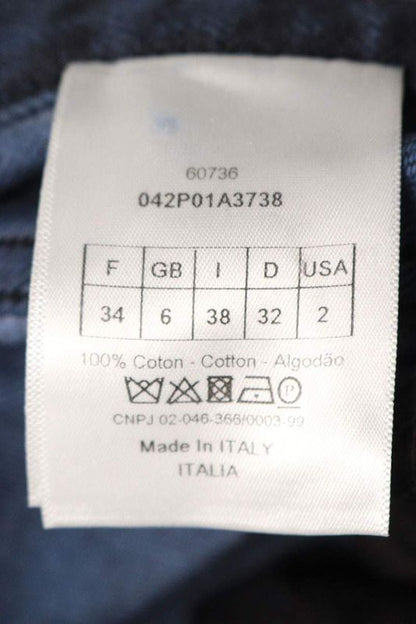 60736
042P01A3738
F GB I D USA
34 6 38 32 2
100% Coton - Cotton - Algodão
P
CNPJ 02-046-366/0003-99
Made In ITALY
ITALIA